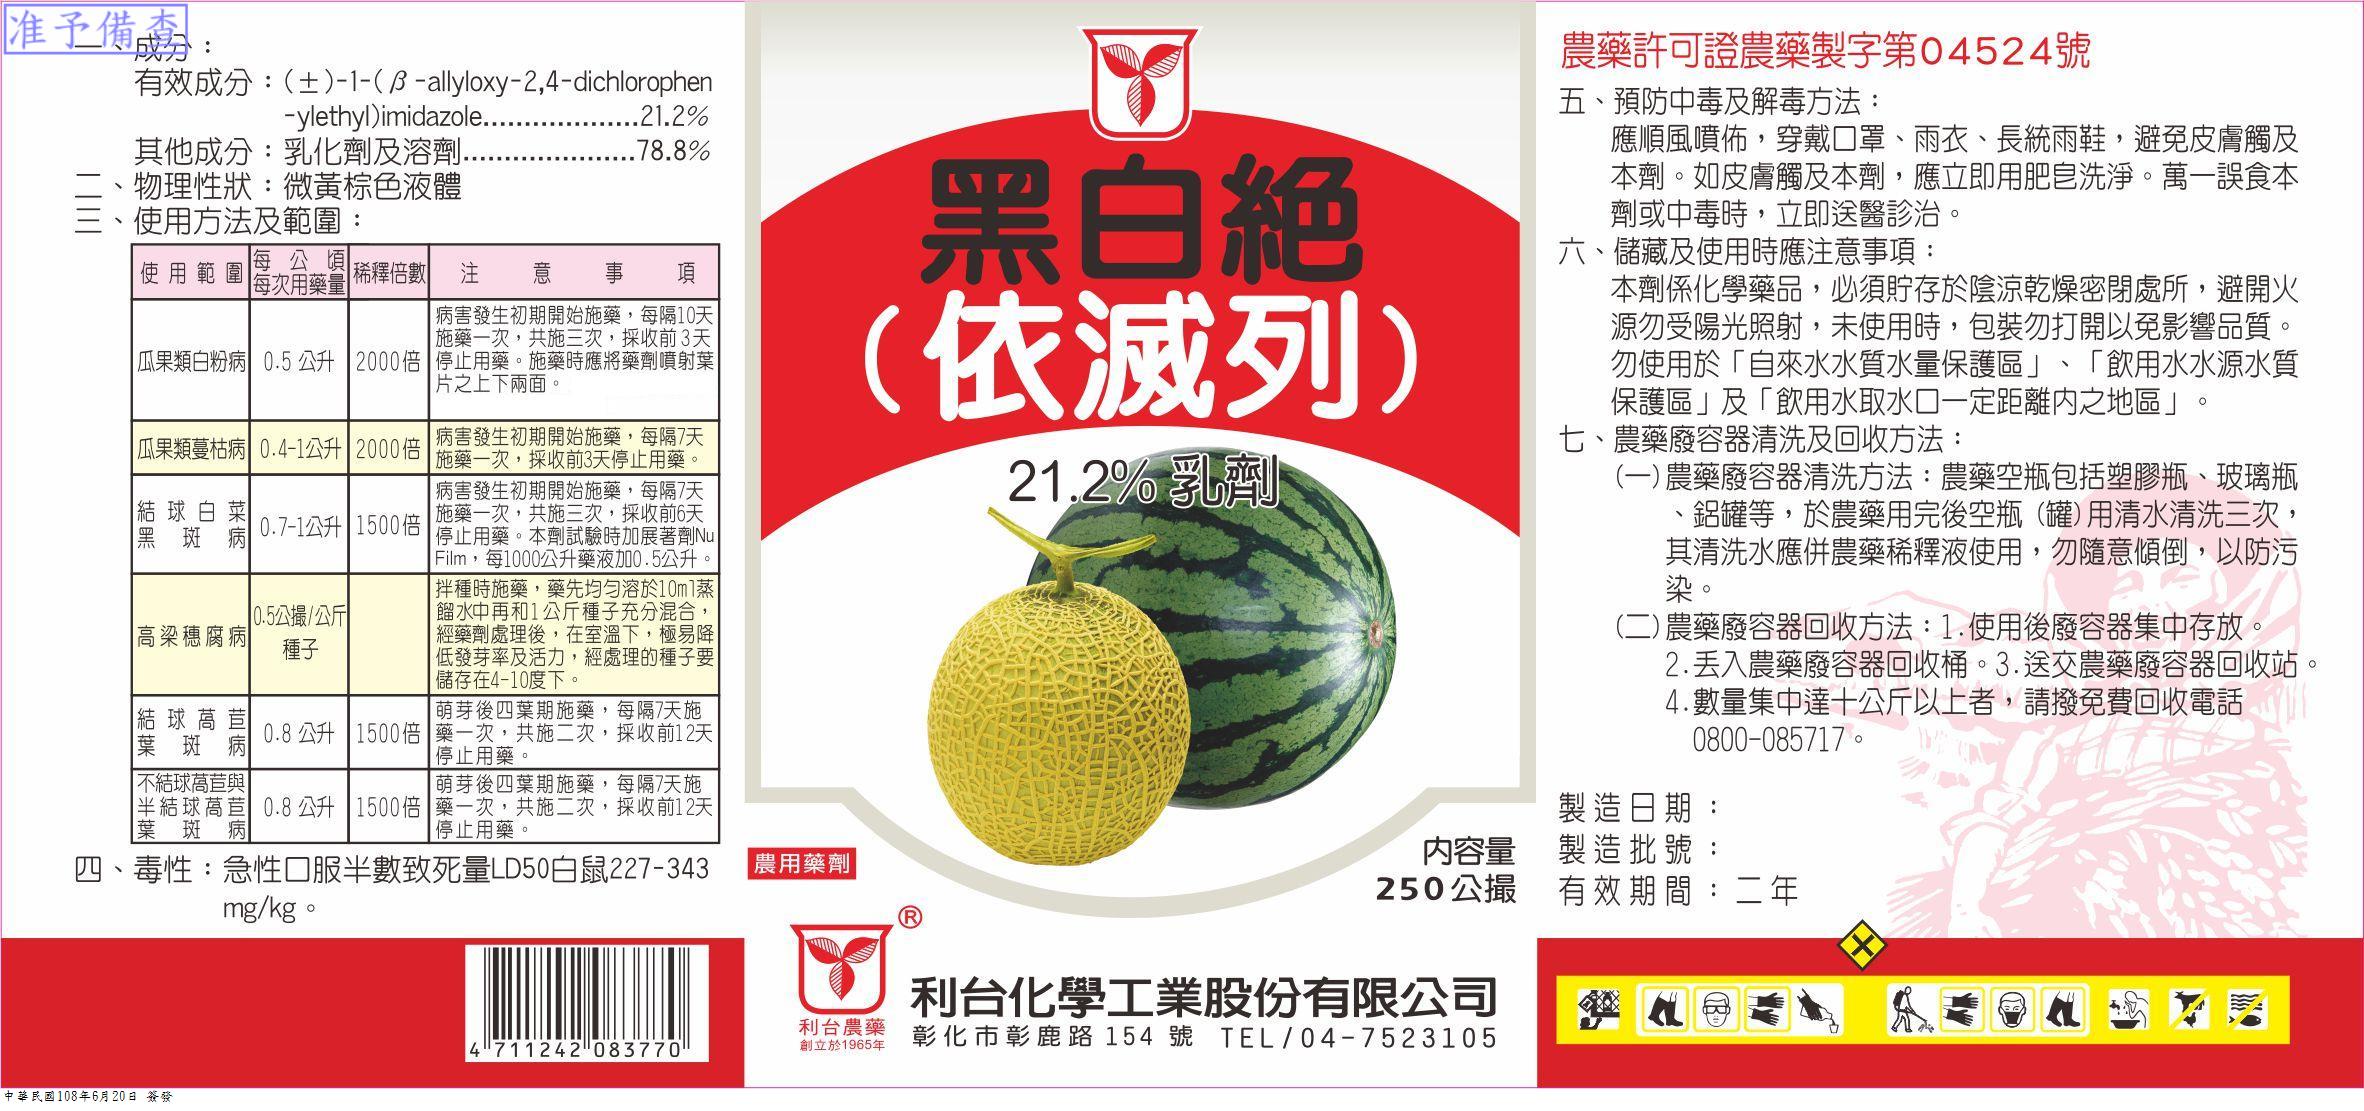 准予備查
一、成分：
有效成分：(±)-1-(β-allyloxy-2,4-dichlorophen
-ylethyl)imidazole...................21.2%
其他成分：乳化劑及溶劑.....................78.8%
二、物理性狀：微黃棕色液體
三、使用方法及範圍：
使用範圍 每公頃每次用藥量 稀釋倍數 注意事項
瓜果類白粉病 0.5 公升 2000倍
病害發生初期開始施藥，每隔10天
施藥一次，共施三次，採收前3天
停止用藥。施藥時應將藥劑噴射葉
片之上下兩面。
瓜果類蔓枯病 0.4-1公升 2000倍
病害發生初期開始施藥，每隔7天
施藥一次，採收前3天停止用藥。
結球白菜
黑斑病
0.7-1公升 1500倍
病害發生初期開始施藥，每隔7天
施藥一次，共施三次，採收前6天
停止用藥。本劑試驗時加展著劑Nu
Film，每1000公升藥液加0.5公升。
高粱穗腐病
0.5公撮/公斤
種子
拌種時施藥，藥先均勻溶於10ml蒸
餾水中再和1公斤種子充分混合，
經藥劑處理後，在室溫下，極易降
低發芽率及活力，經處理的種子要
儲存在4-10度下。
結球萵苣
葉斑病
0.8 公升 1500倍
萌芽後四葉期施藥，每隔7天施
藥一次，共施二次，採收前12天
停止用藥。
不結球萵苣與
半結球萵苣
葉斑病
0.8 公升 1500倍
萌芽後四葉期施藥，每隔7天施
藥一次，共施二次，採收前12天
停止用藥。
四、毒性：急性口服半數致死量LD50白鼠227-343
mg/kg。
4 711242 083770
黑白絕
(依滅列)
21.2% 乳劑
農用藥劑
內容量
250公撮
®
利台農藥
創立於1965年
利台化學工業股份有限公司
彰化市彰鹿路 154 號 TEL/04-7523105
農藥許可證農藥製字第04524號
五、預防中毒及解毒方法：
應順風噴佈，穿戴口罩、雨衣、長統雨鞋，避免皮膚觸及
本劑。如皮膚觸及本劑，應立即用肥皂洗淨。萬一誤食本
劑或中毒時，立即送醫診治。
六、儲藏及使用時應注意事項：
本劑係化學藥品，必須貯存於陰涼乾燥密閉處所，避開火
源勿受陽光照射，未使用時，包裝勿打開以免影響品質。
勿使用於「自來水水質水量保護區」、「飲用水水源水質
保護區」及「飲用水取水口一定距離內之地區」。
七、農藥廢容器清洗及回收方法：
(一)農藥廢容器清洗方法：農藥空瓶包括塑膠瓶、玻璃瓶
、鋁罐等，於農藥用完後空瓶 (罐) 用清水清洗三次，
其清洗水應併農藥稀釋液使用，勿隨意傾倒，以防污
染。
(二)農藥廢容器回收方法：1.使用後廢容器集中存放。
2.丟入農藥廢容器回收桶。3.送交農藥廢容器回收站。
4.數量集中達十公斤以上者，請撥免費回收電話
0800-085717。
製造日期：
製造批號：
有效期間：二年
中華民國108年6月20日 簽發